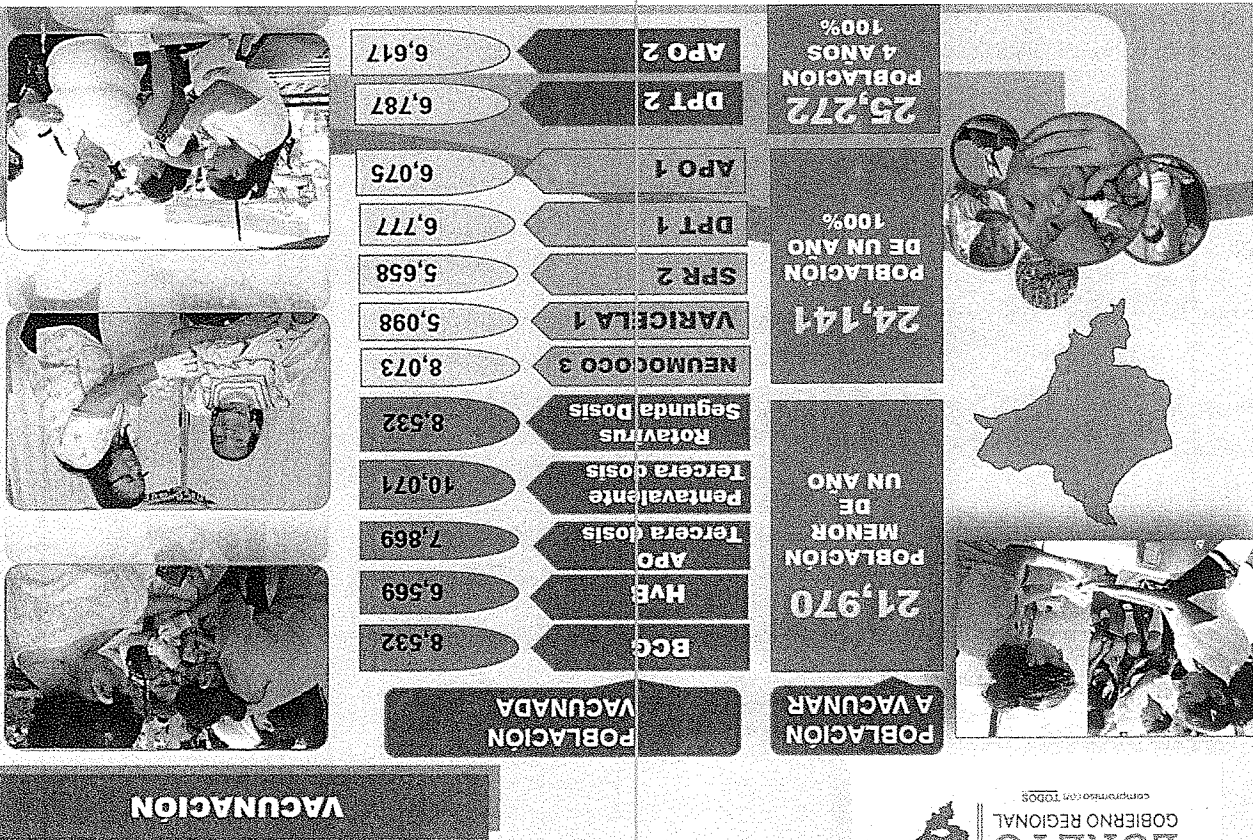 GOBIERNO REGIONAL
compromiso con TODOS
VACUNACIÓN
POBLACIÓN
A VACUNAR
POBLACIÓN
VACUNADA
21,970
POBLACIÓN
MENOR
DE
UN AÑO
BCG
8,532
HvB
6,569
APO
Tercera dosis
7,869
Pentavalente
Tercera dosis
10,071
Rotavirus
Segunda Dosis
8,532
24,141
POBLACIÓN
DE UN AÑO
100%
NEUMOCOCO 3
8,073
VARICELA 1
5,098
SPR 2
5,658
DPT 1
6,777
APO 1
6,075
25,272
POBLACIÓN
4 AÑOS
100%
DPT 2
6,787
APO 2
6,617